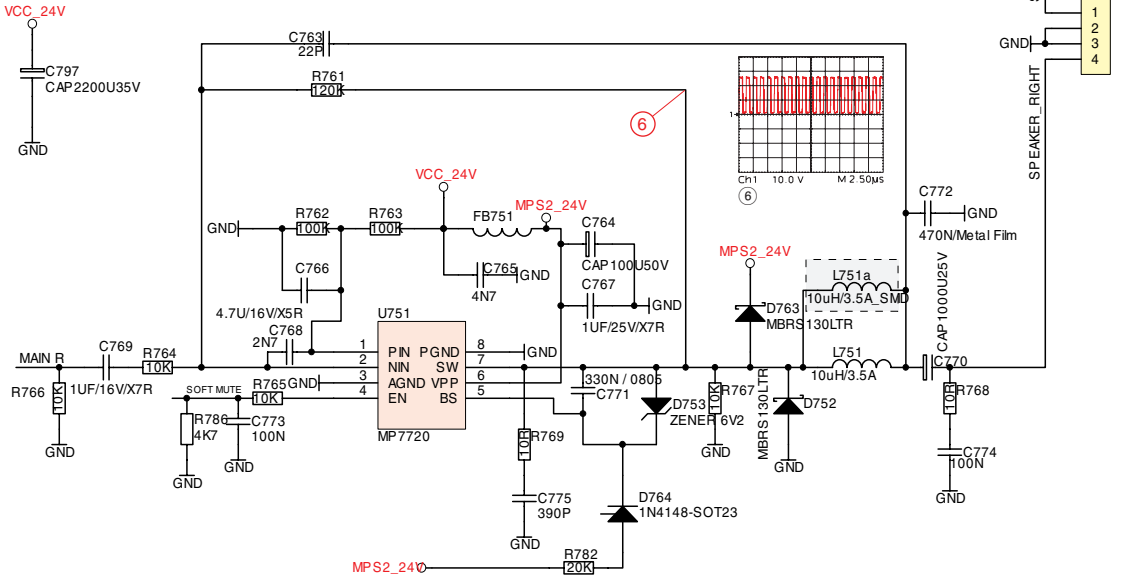 VCC_24V
C797
CAP2200U35V
GND
C763
22P
R761
120K
6
Ch1 10.0 V M 2.50µs
6
1
2
3
4
GND
SPEAKER_RIGHT
C772
GND
470N/Metal Film
VCC_24V
MPS2_24V
GND
R762
100K
R763
100K
FB751
C764
CAP100U50V
C766
4.7U/16V/X5R
C765
4N7
GND
C767
1UF/25V/X7R
GND
MPS2_24V
D763
MBRS130LTR
L751a
10uH/3.5A_SMD
CAP1000U25V
C768
2N7
U751
1 PIN PGND 8
2 NIN SW 7
3 AGND VPP 6
4 EN BS 5
MP7720
GND
MAIN R
C769
1UF/16V/X7R
R764
10K
R766
10K
GND
SOFT MUTE
R765
10K
GND
R786
4K7
GND
C773
100N
GND
330N / 0805
C771
D753
ZENER 6V2
R767
10K
GND
MBRS130LTR
D752
GND
L751
10uH/3.5A
C770
R768
10R
C774
100N
GND
R769
10R
C775
390P
GND
D764
1N4148-SOT23
MPS2_24V
R782
20K